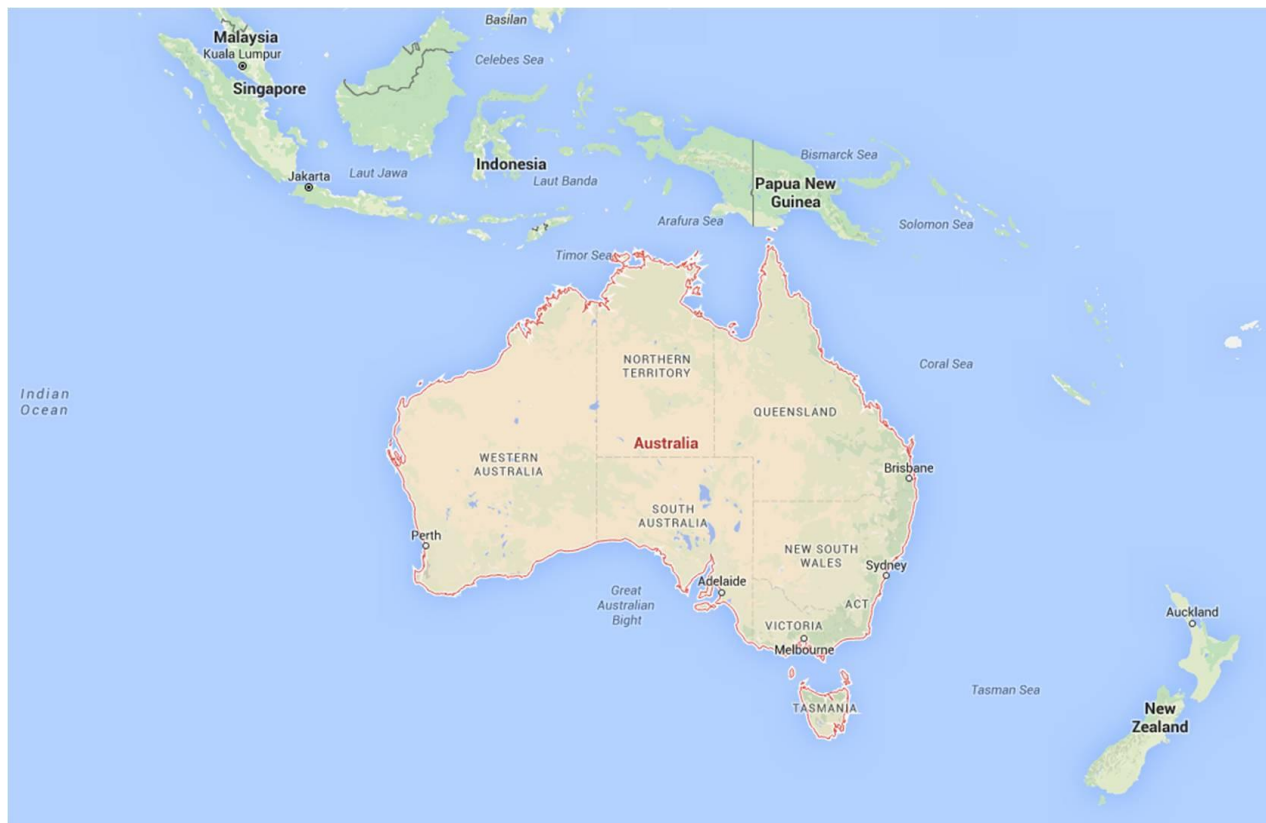 Basilan
Malaysia
Kuala Lumpur
Celebes Sea
Singapore
Bismarck Sea
Indonesia
Laut Jawa
Jakarta
Laut Banda
Papua New
Guinea
Arafura Sea
Solomon Sea
Timor Sea
NORTHERN
TERRITORY
Coral Sea
Indian
Ocean
QUEENSLAND
Australia
WESTERN
AUSTRALIA
Brisbane
SOUTH
AUSTRALIA
Perth
NEW SOUTH
WALES
Sydney
Adelaide
Great
Australian
Bight
ACT
Auckland
VICTORIA
Melbourne
Tasman Sea
TASMANIA
New
Zealand